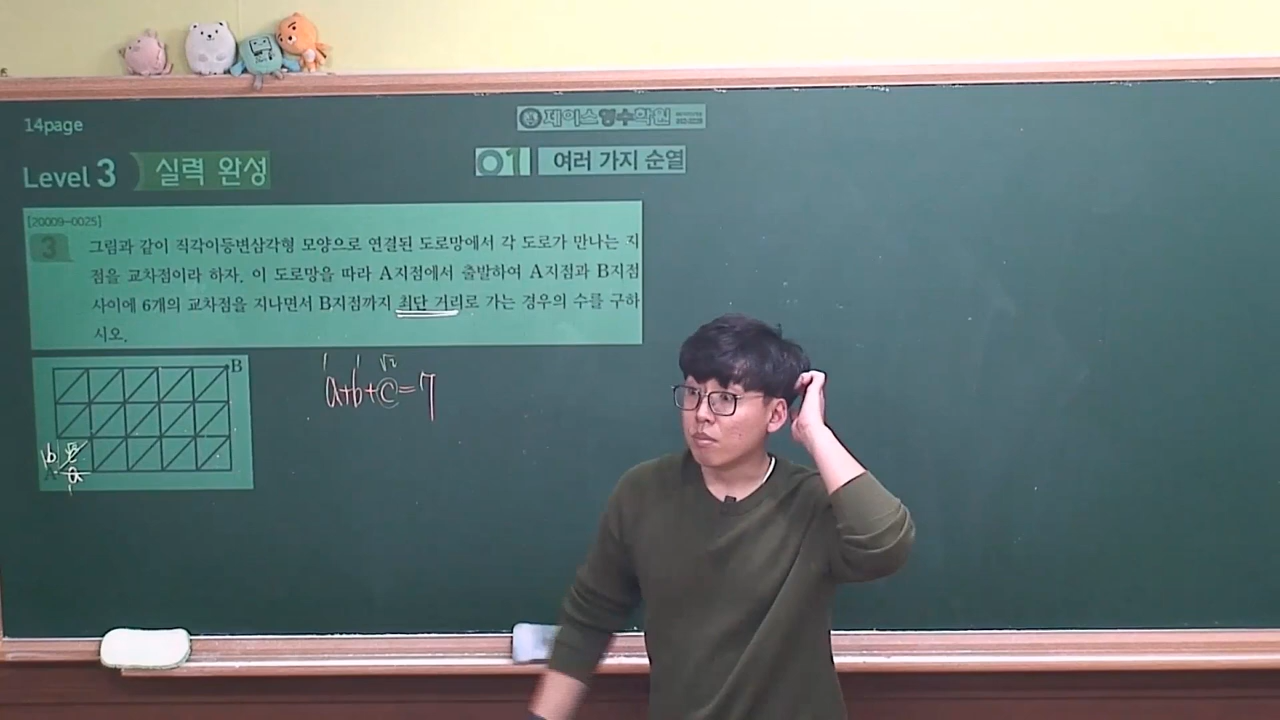 14page
제이스영수학원
Level 3 실력 완성
01 여러 가지 순열
[20009-0025]
3 그림과 같이 직각이등변삼각형 모양으로 연결된 도로망에서 각 도로가 만나는 지
점을 교차점이라 하자. 이 도로망을 따라 A지점에서 출발하여 A지점과 B지점
사이에 6개의 교차점을 지나면서 B지점까지 최단 거리로 가는 경우의 수를 구하
시오.
B
1 1 √2
a+b+c=7
b
A a
1